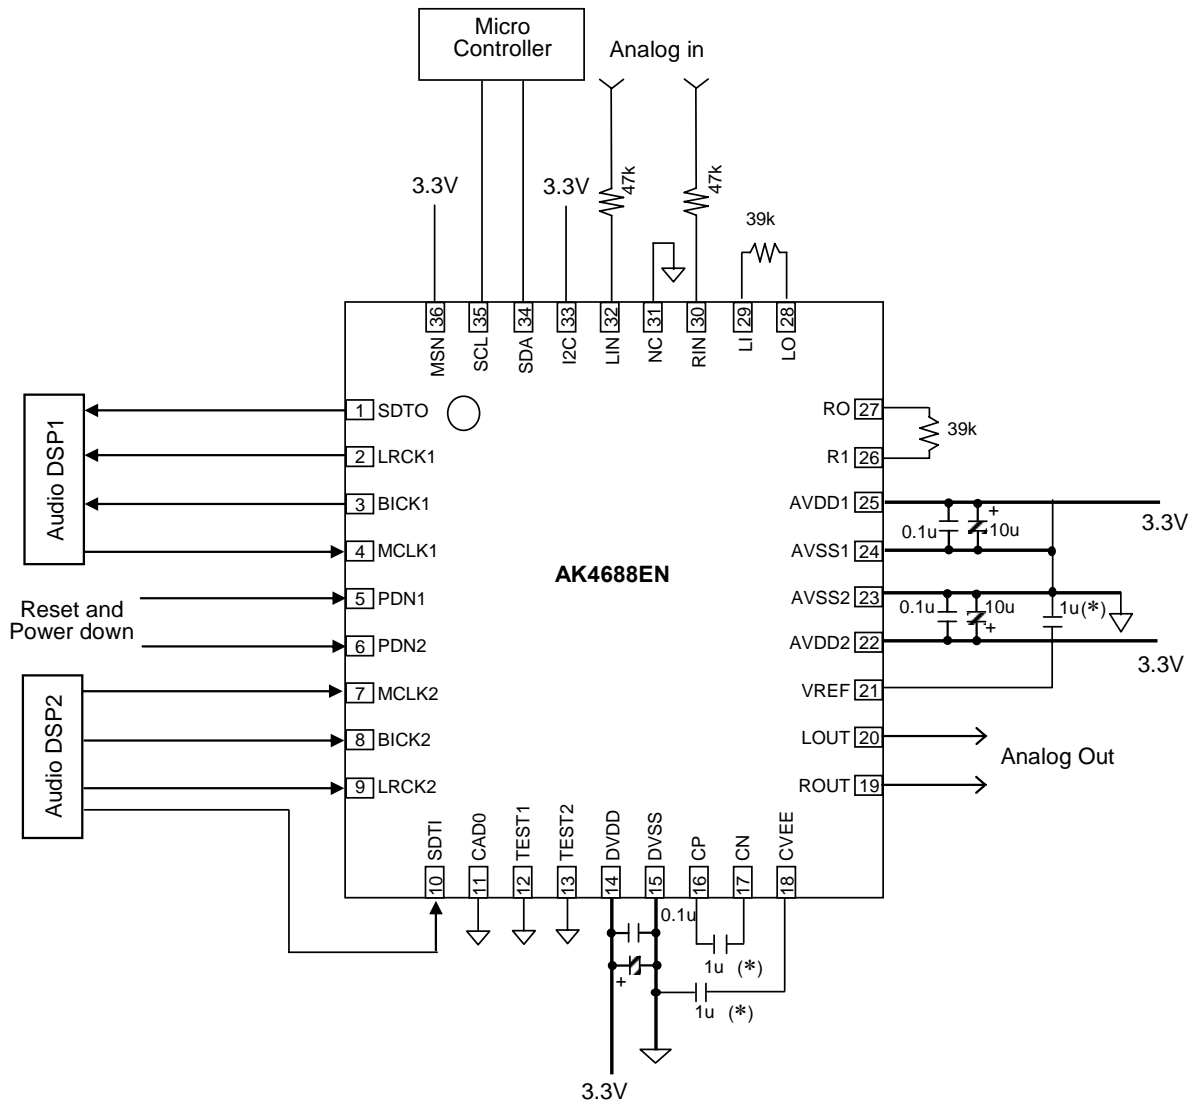 Micro
Controller
Analog in
3.3V
3.3V
47k
47k
39k
36
35
34
33
32
31
30
29
28
MSN
SCL
SDA
I2C
LIN
NC
RIN
LI
LO
Audio DSP1
1 SDTO
2 LRCK1
3 BICK1
4 MCLK1
Reset and
Power down
5 PDN1
6 PDN2
Audio DSP2
7 MCLK2
8 BICK2
9 LRCK2
AK4688EN
RO 27
R1 26
39k
AVDD1 25
3.3V
0.1u
+
10u
AVSS1 24
AVSS2 23
0.1u
10u
+
1u(*)
AVDD2 22
3.3V
VREF 21
LOUT 20
Analog Out
ROUT 19
SDTI
CAD0
TEST1
TEST2
DVDD
DVSS
CP
CN
CVEE
10
11
12
13
14
15
16
17
18
0.1u
+
1u (*)
1u (*)
3.3V